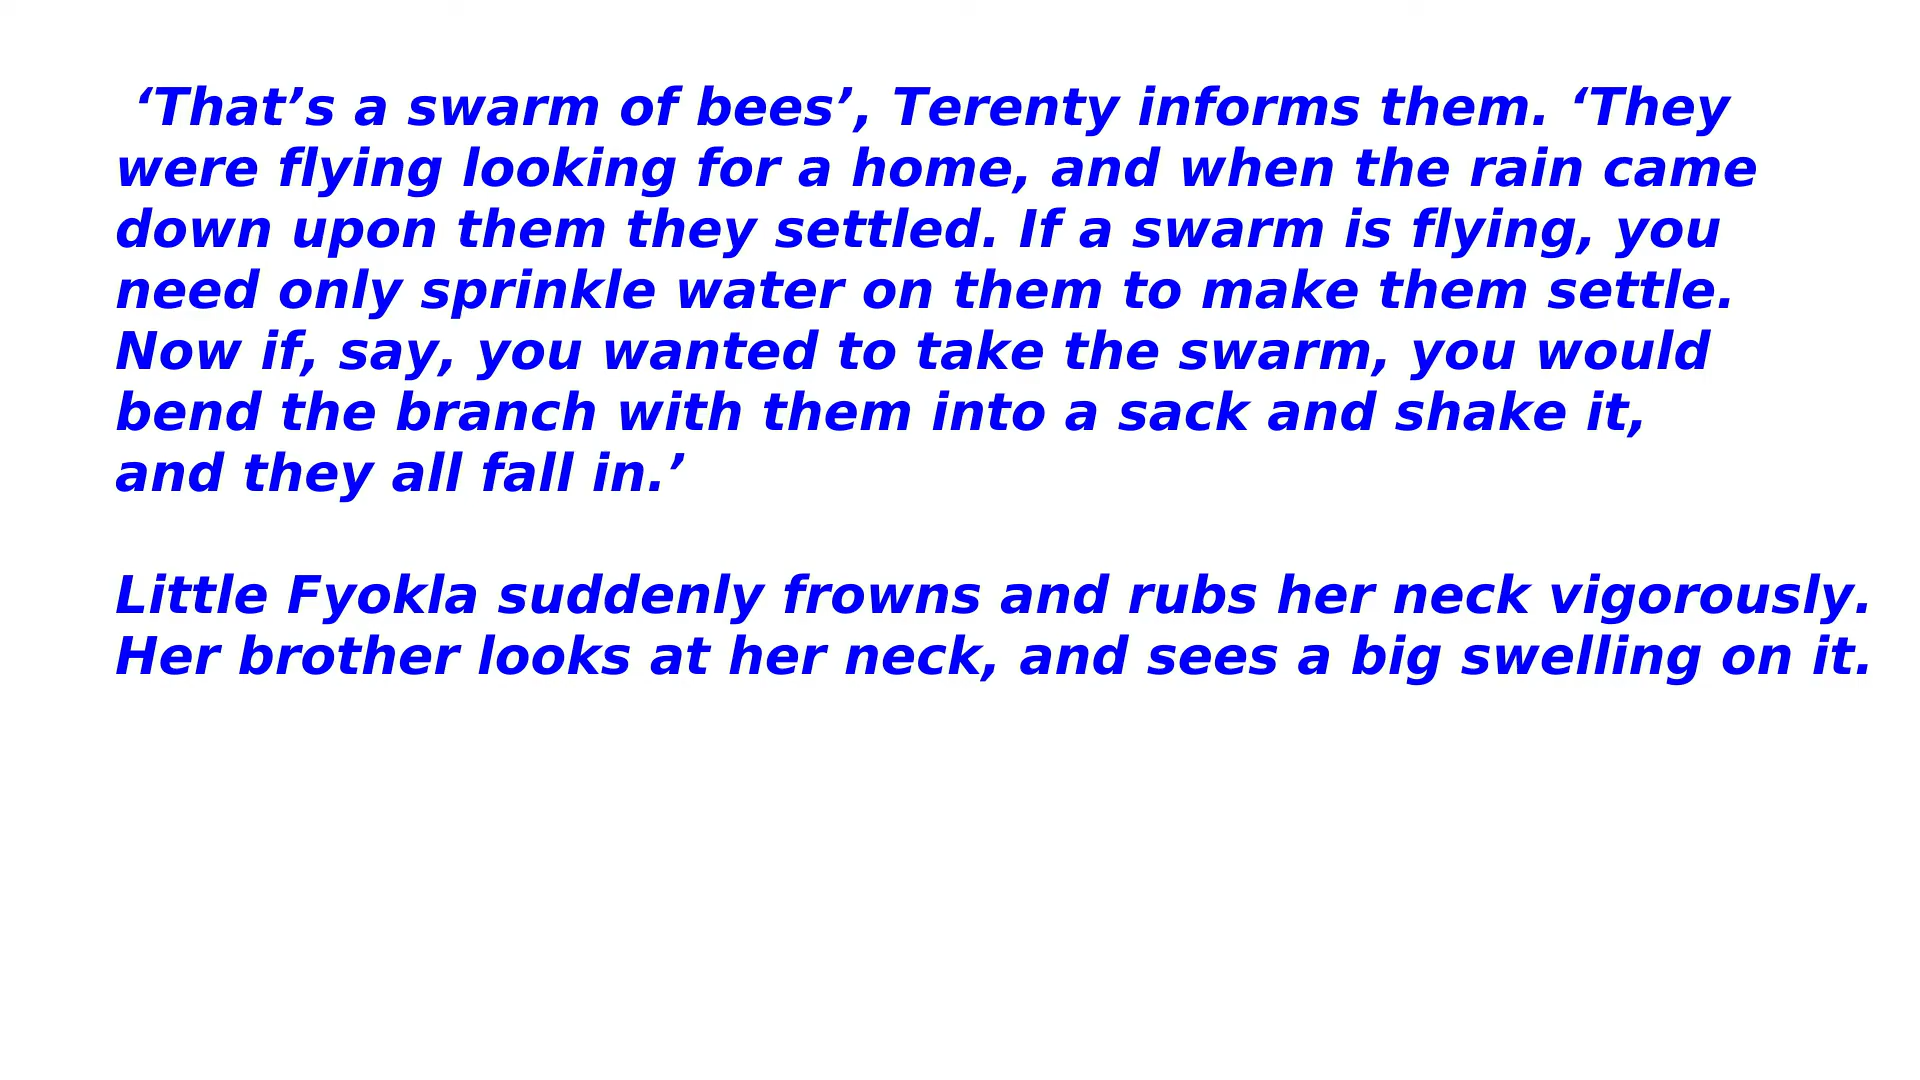 ‘That’s a swarm of bees’, Terenty informs them. ‘They
were flying looking for a home, and when the rain came
down upon them they settled. If a swarm is flying, you
need only sprinkle water on them to make them settle.
Now if, say, you wanted to take the swarm, you would
bend the branch with them into a sack and shake it,
and they all fall in.’
Little Fyokla suddenly frowns and rubs her neck vigorously.
Her brother looks at her neck, and sees a big swelling on it.